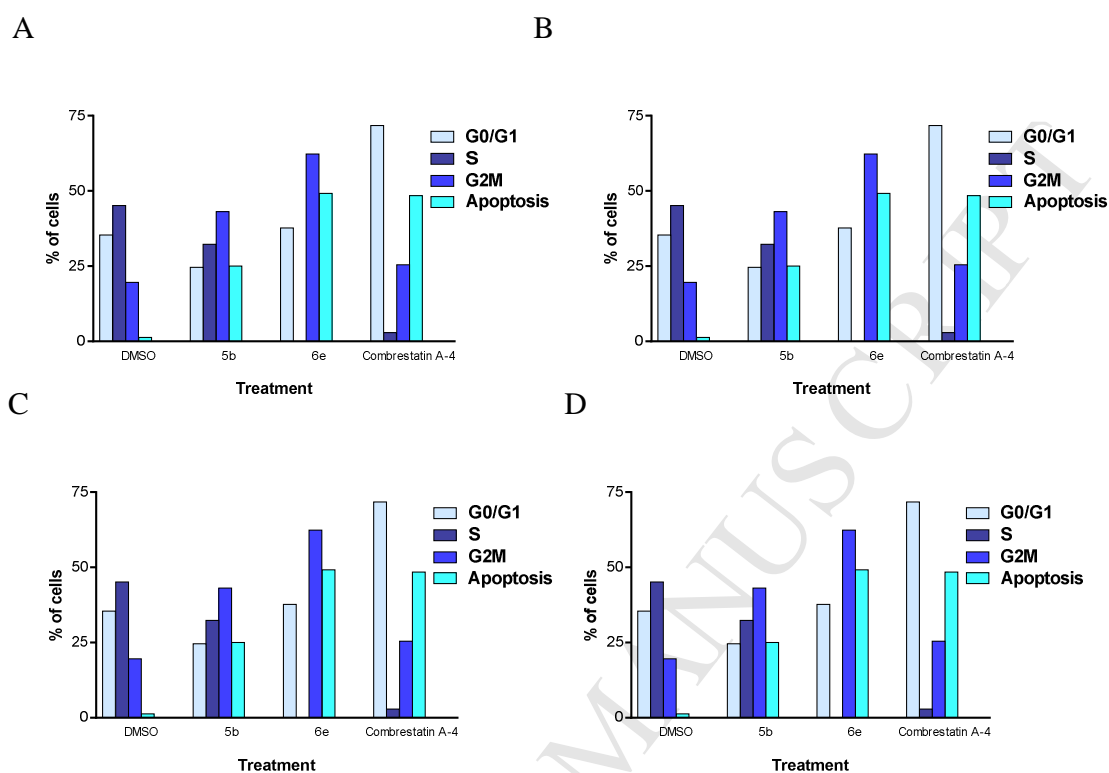 A
75
50
25
0
% of cells
G0/G1
S
G2M
Apoptosis
DMSO 5b 6e Combrestatin A-4
Treatment
B
75
50
25
0
% of cells
G0/G1
S
G2M
Apoptosis
DMSO 5b 6e Combrestatin A-4
Treatment
C
75
50
25
0
% of cells
G0/G1
S
G2M
Apoptosis
DMSO 5b 6e Combrestatin A-4
Treatment
D
75
50
25
0
% of cells
G0/G1
S
G2M
Apoptosis
DMSO 5b 6e Combrestatin A-4
Treatment
MANUSCRIPT